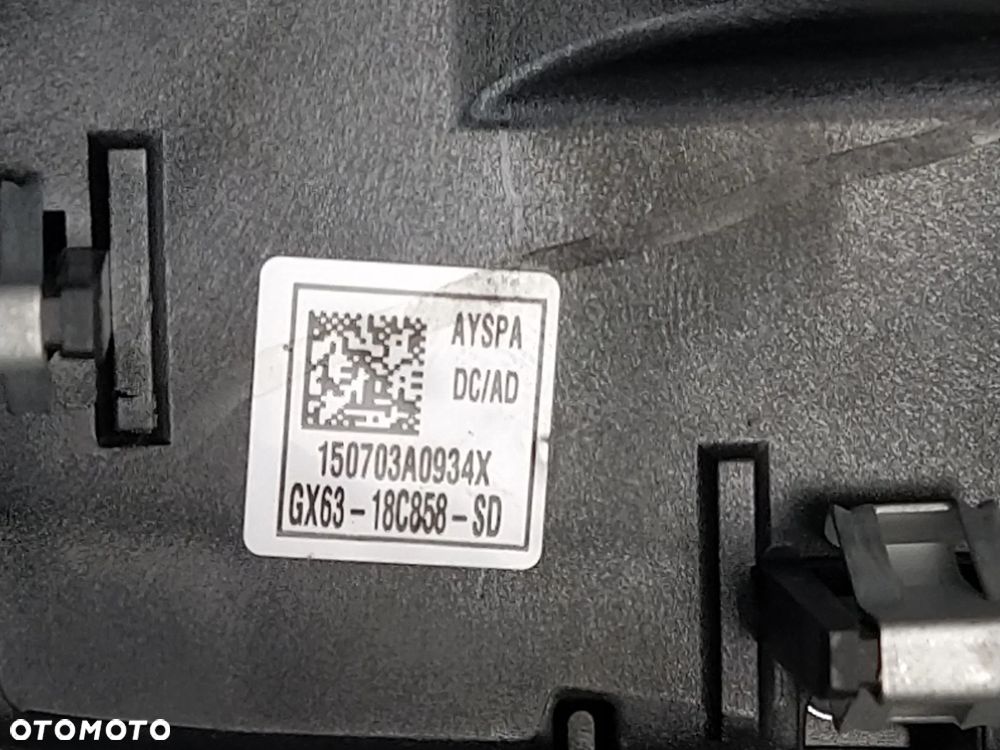 AYSPA
DC/AD
150703A0934X
GX63-18C858-SD
OTOMOTO